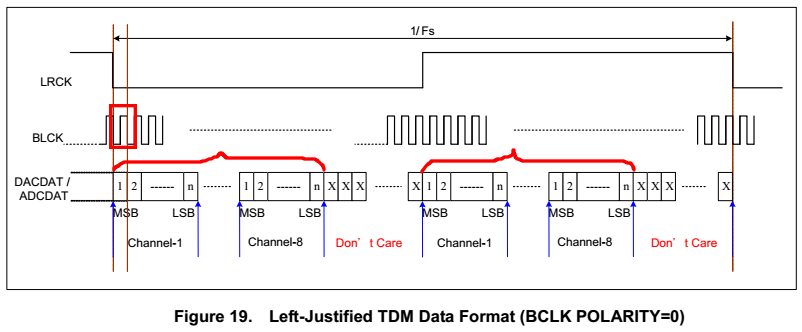 1/ Fs
LRCK
BLCK
DACDAT /
ADCDAT
1 2 ------ n 1 2 ------ n X X X X 1 2 ------ n 1 2 ------ n X X X X
MSB LSB MSB LSB MSB LSB MSB LSB
Channel-1 Channel-8 Don' t Care Channel-1 Channel-8 Don' t Care
Figure 19. Left-Justified TDM Data Format (BCLK POLARITY=0)